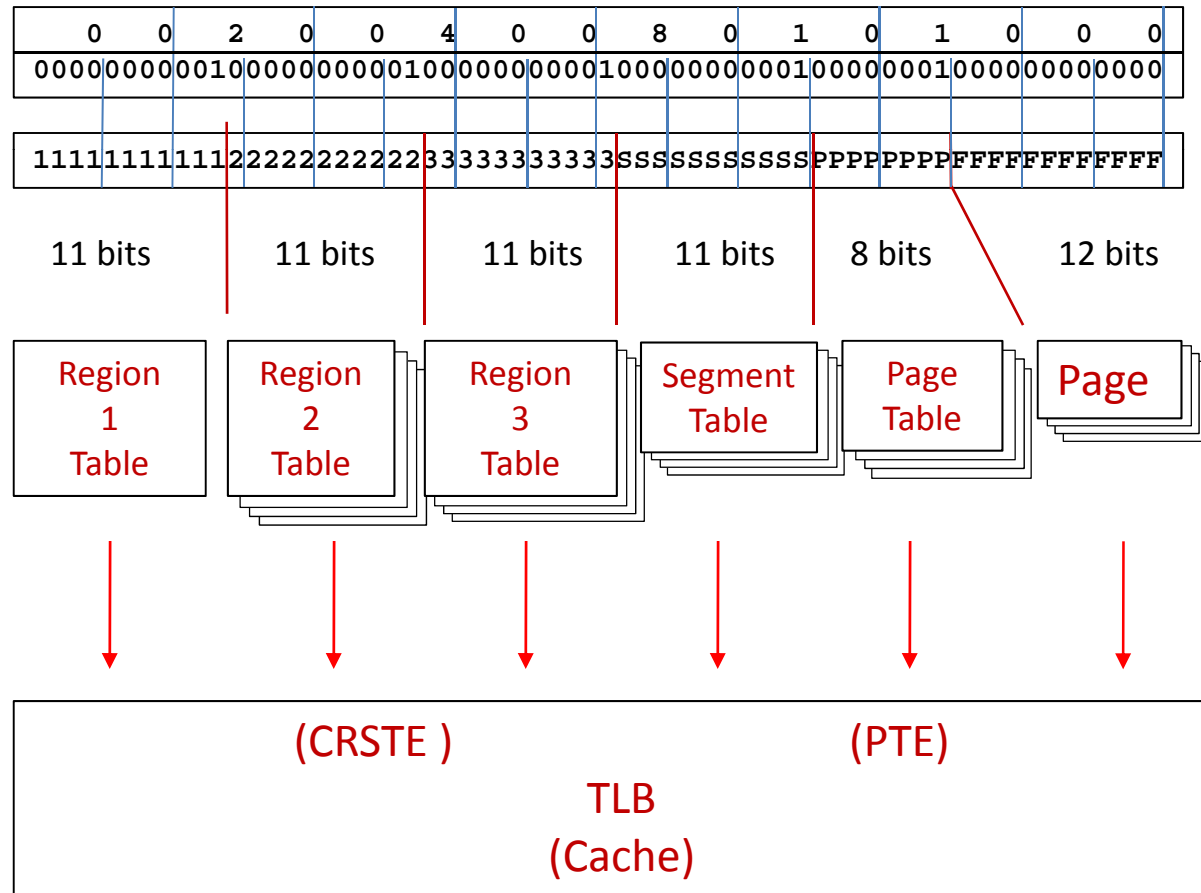 0 0 2 0 0 4 0 0 8 0 1 0 1 0 0 0
0000000000100000000001000000000010000000000100000001000000000000
111111111112222222222233333333333SSSSSSSSSSSPPPPPPPPFFFFFFFFFFFF
11 bits 11 bits 11 bits 11 bits 8 bits 12 bits
Region
1
Table
Region
2
Table
Region
3
Table
Segment
Table
Page
Table
Page
(CRSTE ) (PTE)
TLB
(Cache)